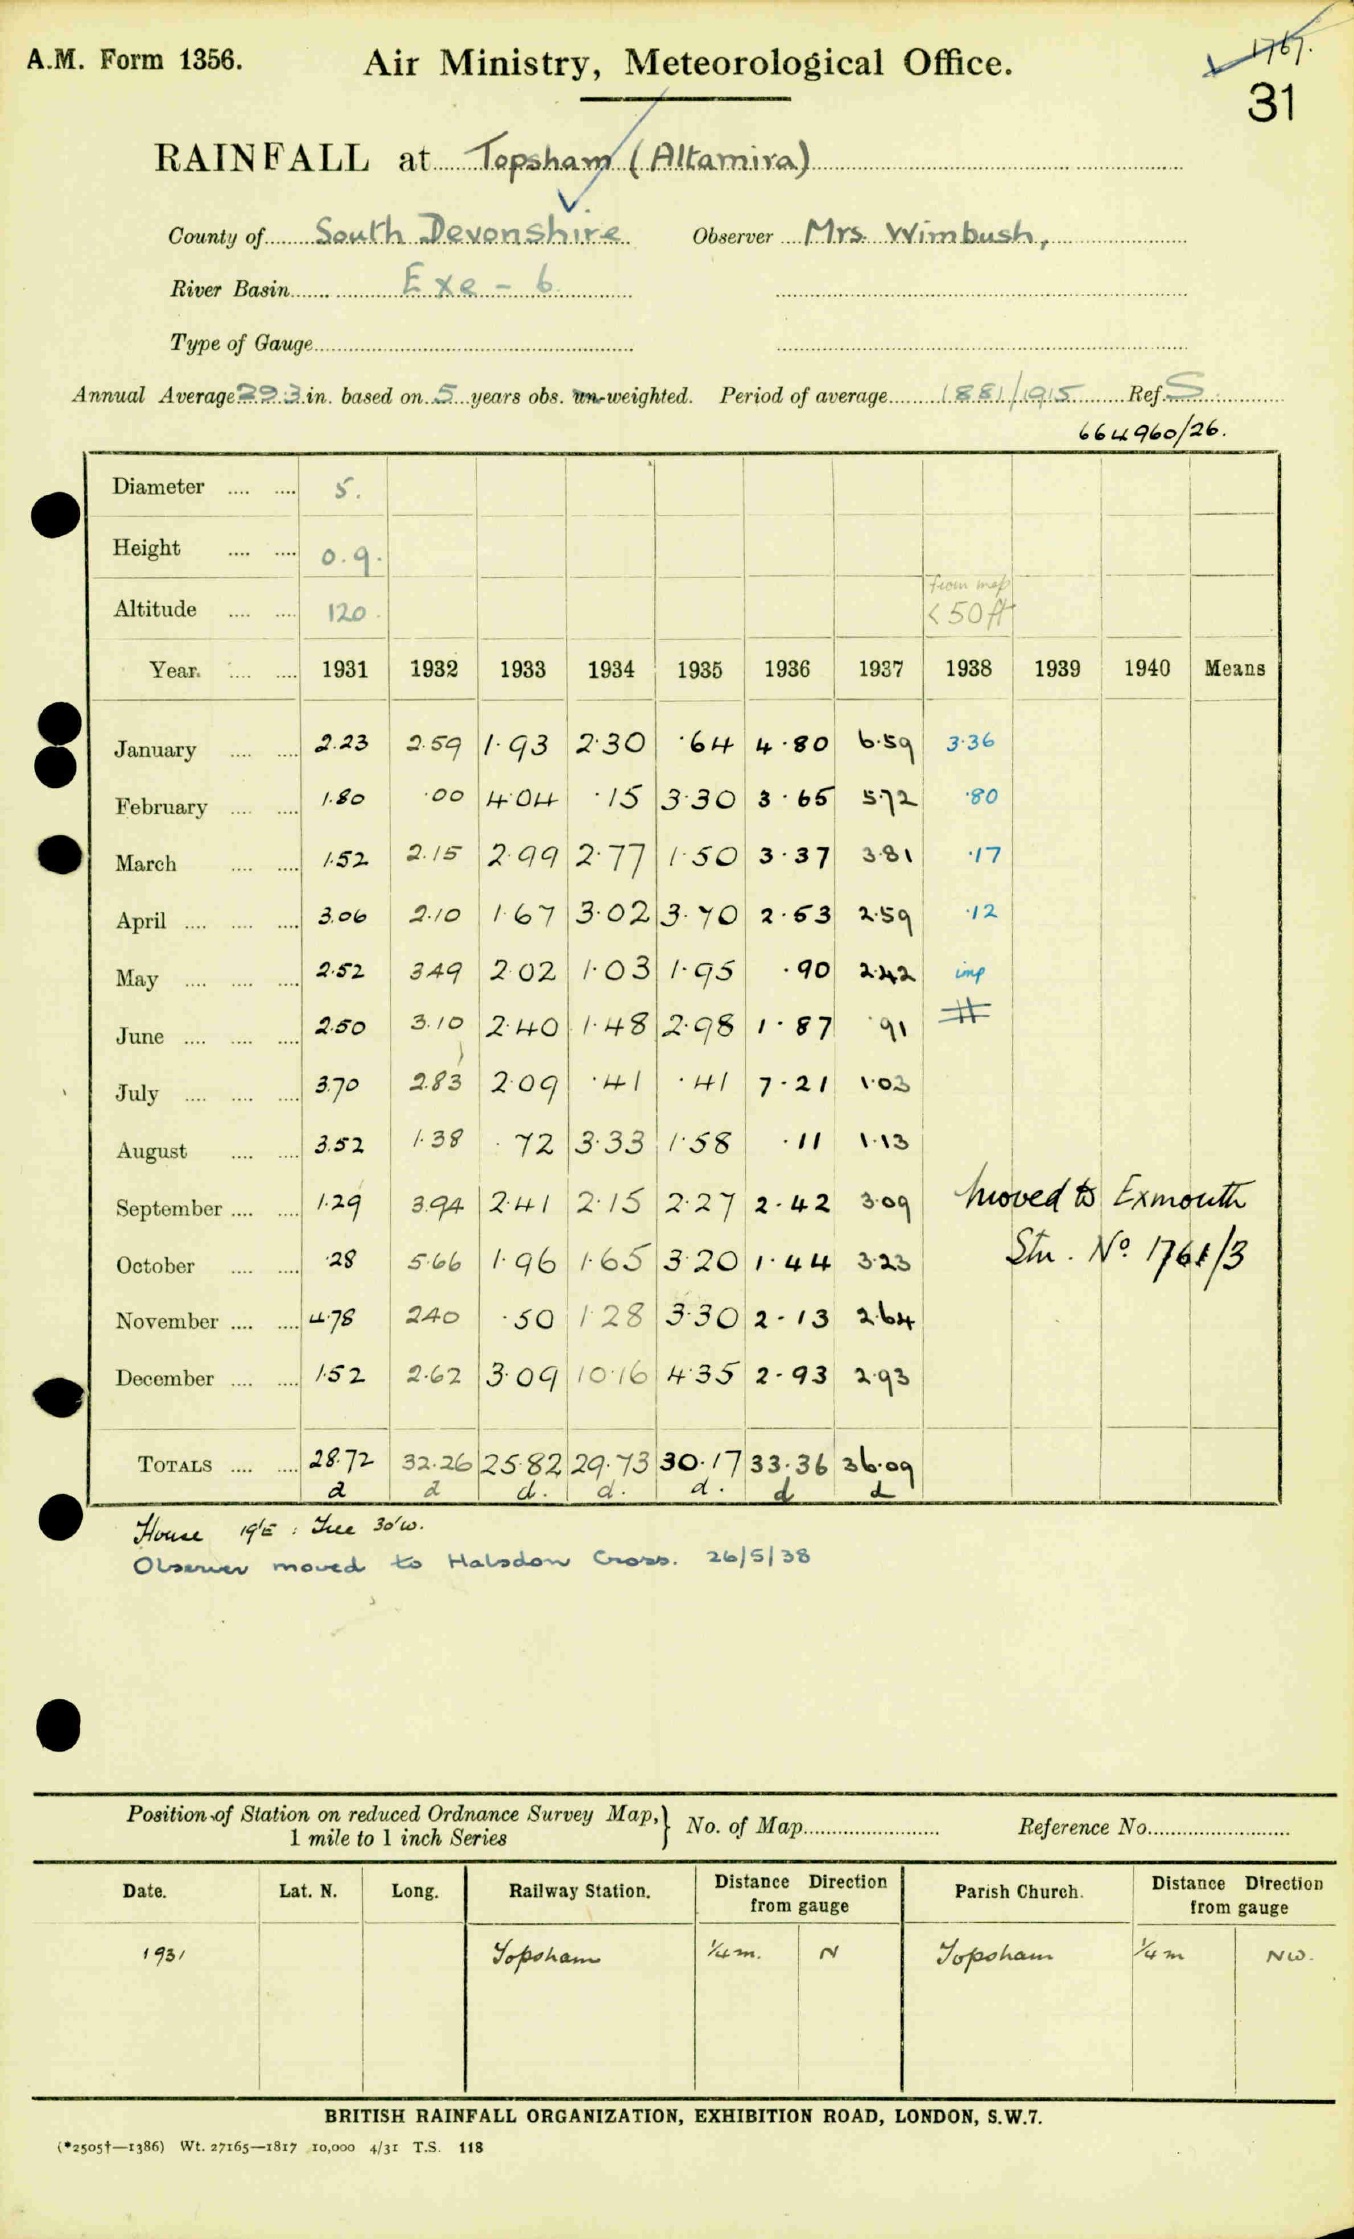 A.M. Form 1356. Air Ministry, Meteorological Office. 1767.
31
RAINFALL at Topsham (Altamira)
County of South Devonshire Observer Mrs. Wimbush,
River Basin Exe - 6
Type of Gauge
Annual Average 29.3 in. based on 5 years obs. un-weighted. Period of average 1881/1915 Ref. S
664960/26.
Diameter .... .... 5.
Height .... .... 0.9.
from map
Altitude .... .... 120. <50ft
Year. .... .... 1931 1932 1933 1934 1935 1936 1937 1938 1939 1940 Means
January .... .... 2.23 2.59 1.93 2.30 .64 4.80 6.59 3.36
February .... .... 1.80 .00 4.04 .15 3.30 3.65 5.72 .80
March .... .... 1.52 2.15 2.99 2.77 1.50 3.37 3.81 .17
April .... .... .... 3.06 2.10 1.67 3.02 3.70 2.53 2.59 .12
May .... .... .... 2.52 3.49 2.02 1.03 1.95 .90 2.42 imp
June .... .... .... 2.50 3.10 2.40 1.48 2.98 1.87 .91
July .... .... .... 3.70 2.83 2.09 .41 .41 7.21 1.03
August .... .... 3.52 1.38 .72 3.33 1.58 .11 1.13
September .... .... 1.29 3.94 2.41 2.15 2.27 2.42 3.09 moved to Exmouth
October .... .... .28 5.66 1.96 1.65 3.20 1.44 3.23 Stn. No. 1761/3
November .... .... 4.78 2.40 .50 1.28 3.30 2.13 2.64
December .... .... 1.52 2.62 3.09 10.16 4.35 2.93 2.93
TOTALS .... .... 28.72 32.26 25.82 29.73 30.17 33.36 36.09
d d d. d. d. d d
House 19'E : Tree 30'W.
Observer moved to Halsdon Cross. 26/5/38
Position of Station on reduced Ordnance Survey Map, } No. of Map Reference No.
1 mile to 1 inch Series
Date. Lat. N. Long. Railway Station. Distance Direction from gauge Parish Church. Distance Direction from gauge
1931 Topsham 1/4 m. N Topsham 1/4 m NW.
BRITISH RAINFALL ORGANIZATION, EXHIBITION ROAD, LONDON, S.W.7.
(*2505†—1386) Wt. 27165—1817 10,000 4/31 T.S. 118